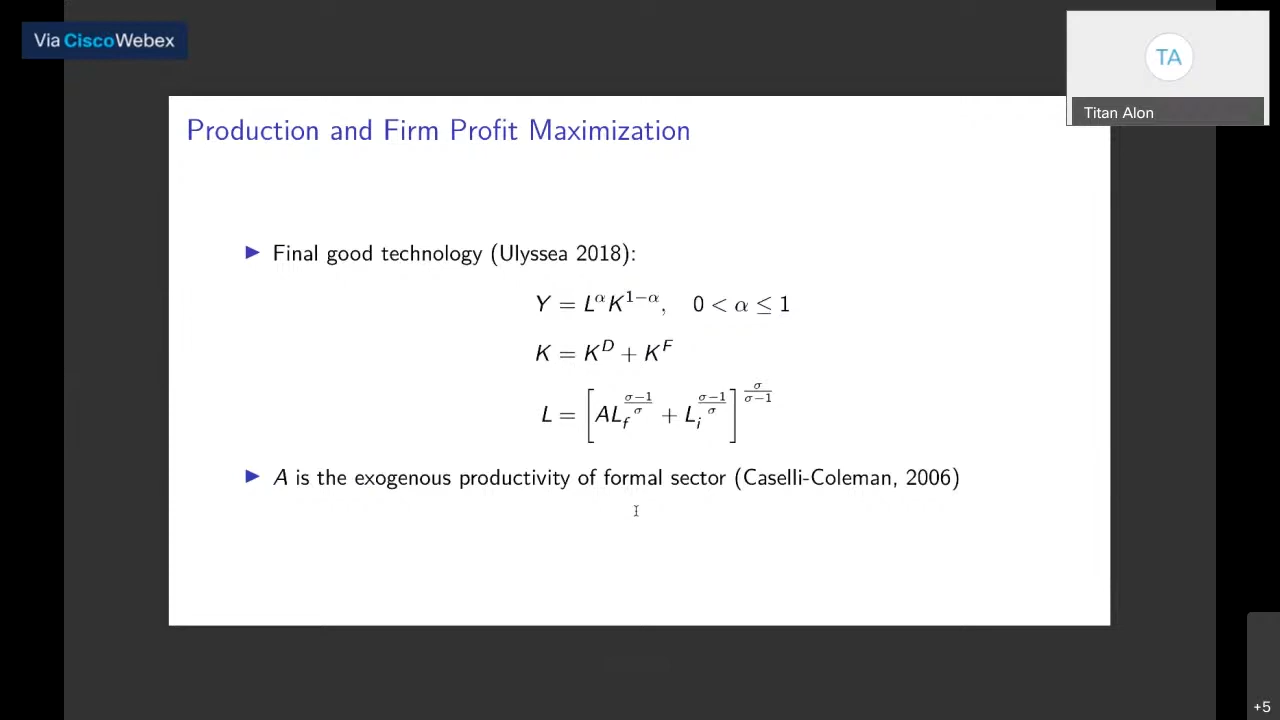 Via CiscoWebex
TA
Titan Alon
Production and Firm Profit Maximization
▶ Final good technology (Ulyssea 2018):
Y = L^α K^{1−α},   0 < α ≤ 1
K = K^D + K^F
L = [A L_f^{(σ−1)/σ} + L_i^{(σ−1)/σ}]^{σ/(σ−1)}
▶ A is the exogenous productivity of formal sector (Caselli-Coleman, 2006)
+5